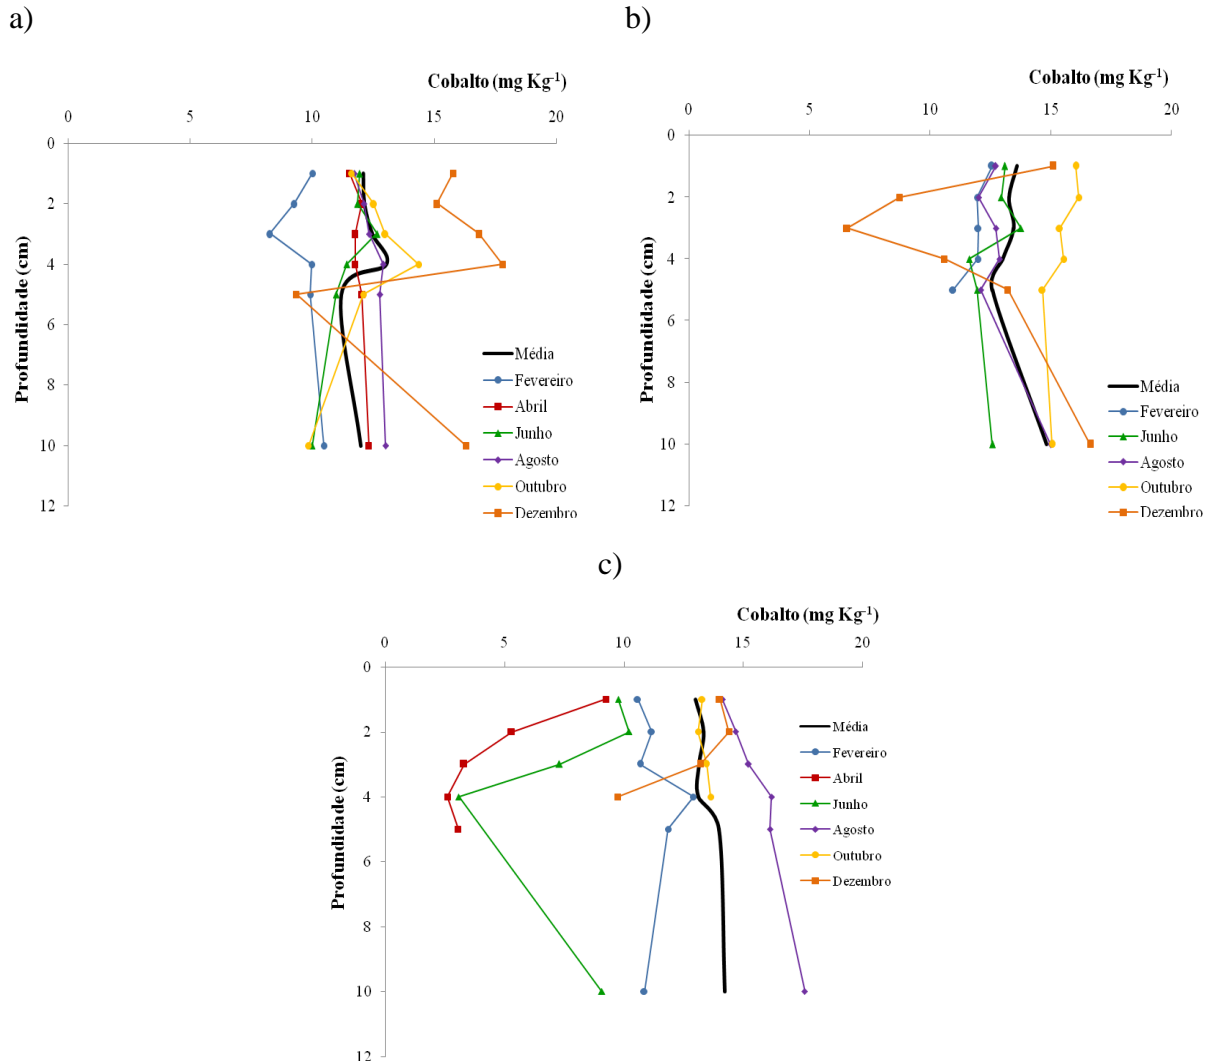 a)
Cobalto (mg Kg-1)
0 5 10 15 20
0
2
4
6
8
10
12
Profundidade (cm)
Média
Fevereiro
Abril
Junho
Agosto
Outubro
Dezembro
b)
Cobalto (mg Kg-1)
0 5 10 15 20
0
2
4
6
8
10
12
Profundidade (cm)
Média
Fevereiro
Junho
Agosto
Outubro
Dezembro
c)
Cobalto (mg Kg-1)
0 5 10 15 20
0
2
4
6
8
10
12
Profundidade (cm)
Média
Fevereiro
Abril
Junho
Agosto
Outubro
Dezembro